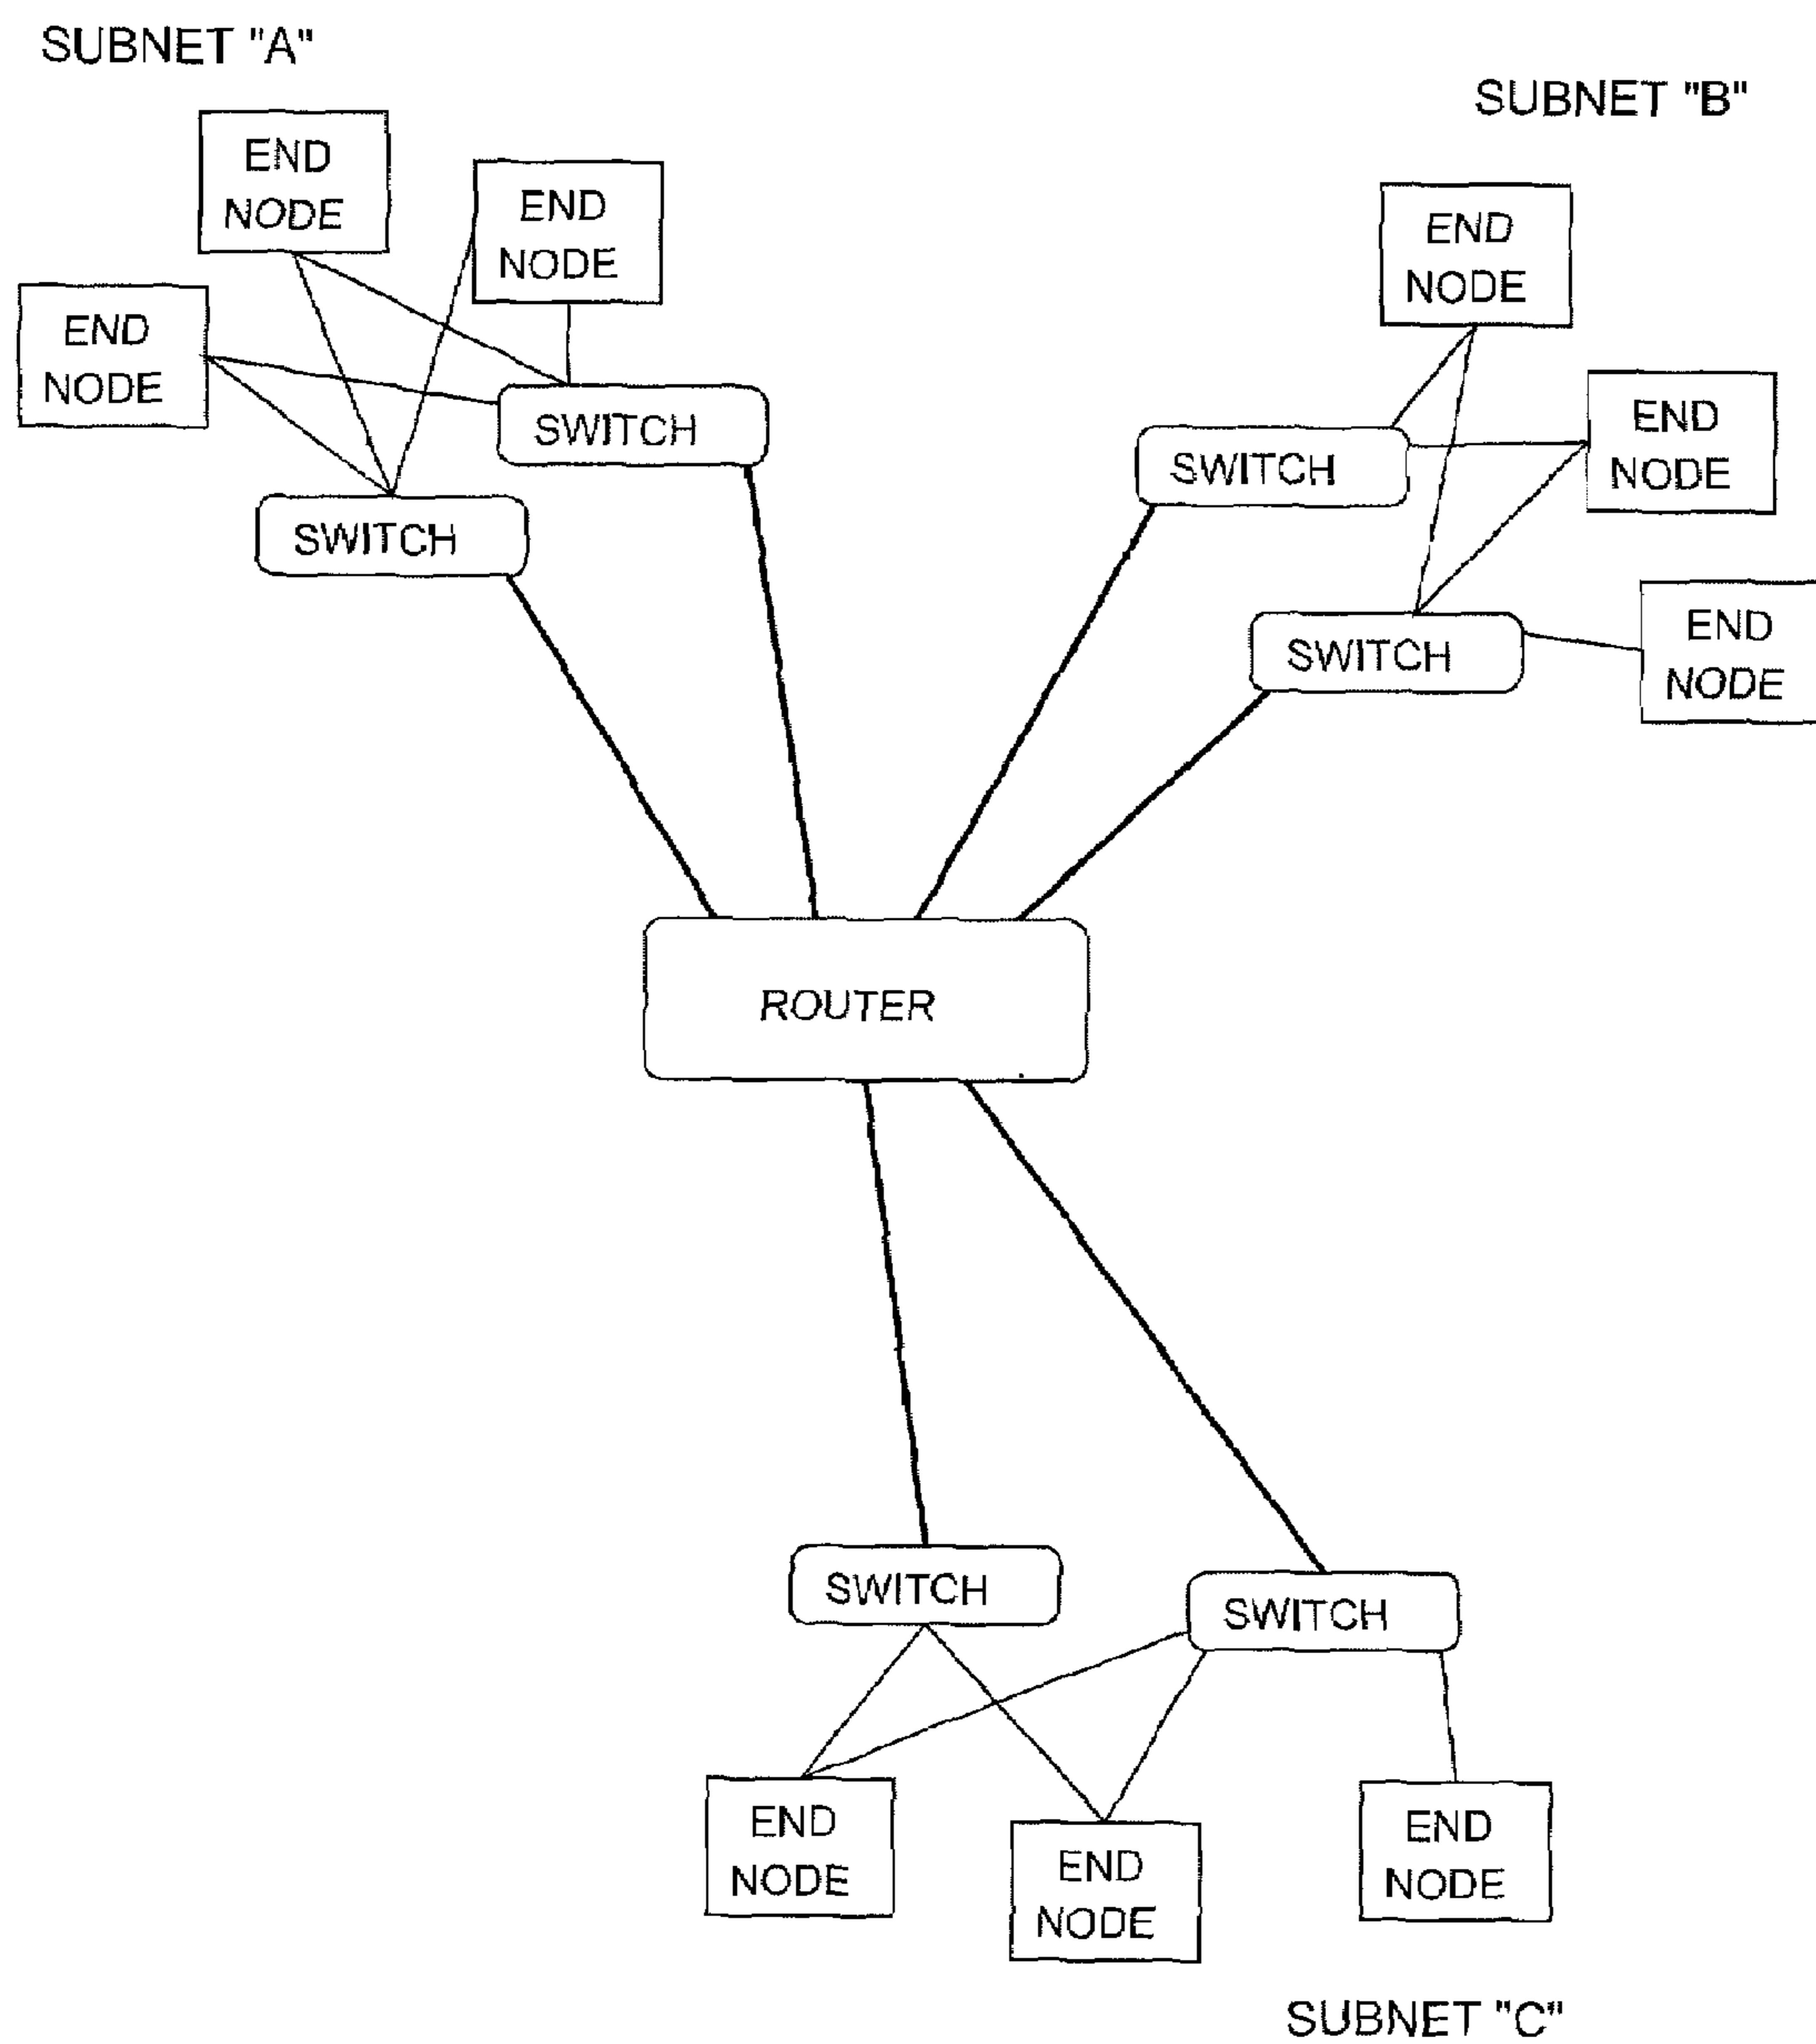 SUBNET "A"
SUBNET "B"
END
NODE
END
NODE
END
NODE
SWITCH
SWITCH
END
NODE
END
NODE
END
NODE
SWITCH
SWITCH
ROUTER
SWITCH
SWITCH
END
NODE
END
NODE
END
NODE
SUBNET "C"